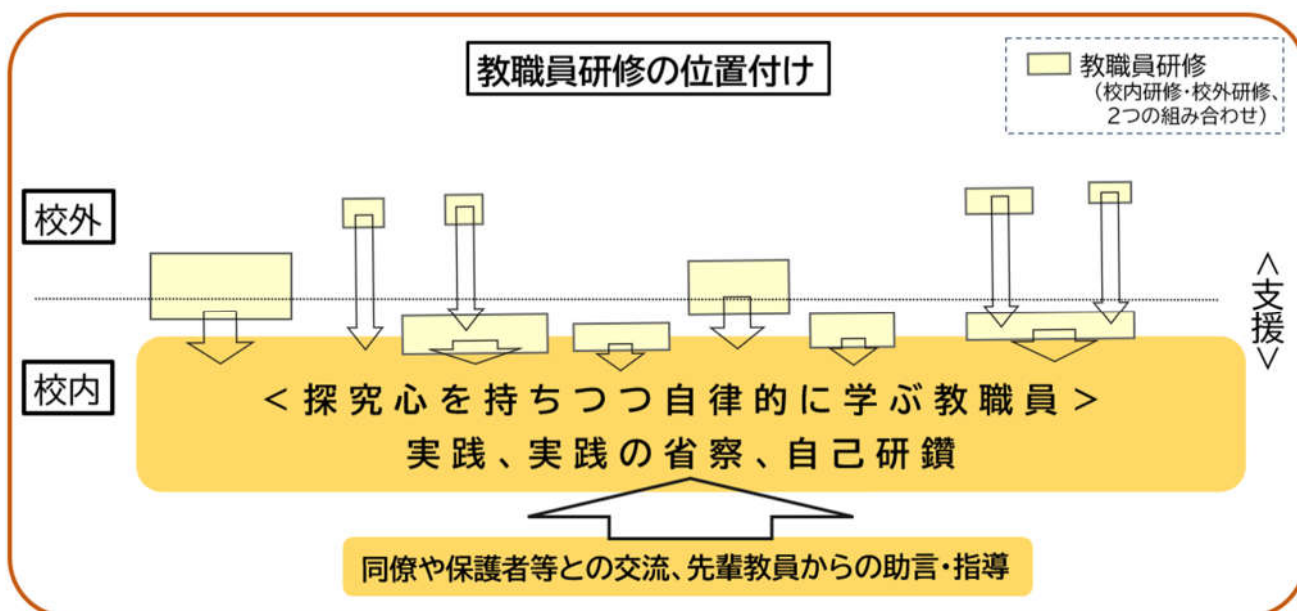 教職員研修の位置付け
教職員研修
（校内研修・校外研修、
2つの組み合わせ）
校外
＜支援＞
校内
＜探究心を持ちつつ自律的に学ぶ教職員＞
実践、実践の省察、自己研鑽
同僚や保護者等との交流、先輩教員からの助言・指導